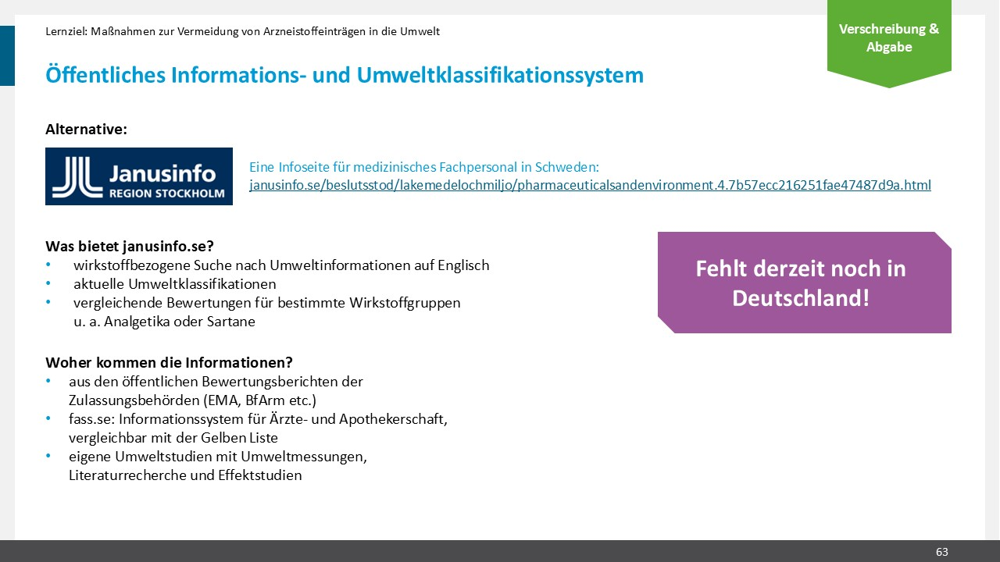 Lernziel: Maßnahmen zur Vermeidung von Arzneistoffeinträgen in die Umwelt
Verschreibung &
Abgabe
Öffentliches Informations- und Umweltklassifikationssystem
Alternative:
Janusinfo
REGION STOCKHOLM
Eine Infoseite für medizinisches Fachpersonal in Schweden:
janusinfo.se/beslutsstod/lakemedelochmiljo/pharmaceuticalsandenvironment.4.7b57ecc216251fae47487d9a.html
Was bietet janusinfo.se?
• wirkstoffbezogene Suche nach Umweltinformationen auf Englisch
• aktuelle Umweltklassifikationen
• vergleichende Bewertungen für bestimmte Wirkstoffgruppen
u. a. Analgetika oder Sartane
Fehlt derzeit noch in
Deutschland!
Woher kommen die Informationen?
• aus den öffentlichen Bewertungsberichten der
Zulassungsbehörden (EMA, BfArm etc.)
• fass.se: Informationssystem für Ärzte- und Apothekerschaft,
vergleichbar mit der Gelben Liste
• eigene Umweltstudien mit Umweltmessungen,
Literaturrecherche und Effektstudien
63